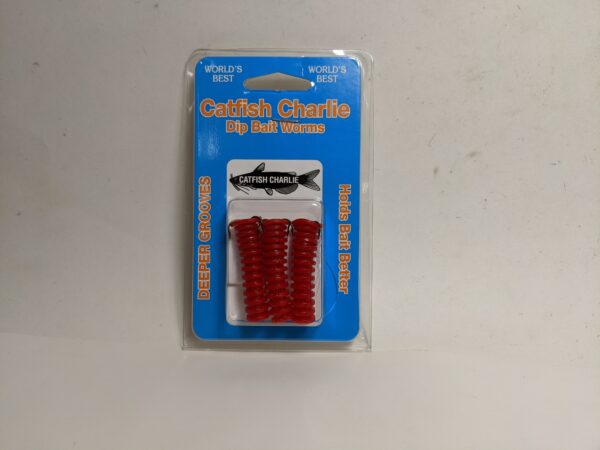 WORLD'S
BEST
WORLD'S
BEST
Catfish Charlie
Dip Bait Worms
CATFISH CHARLIE
DEEPER GROOVES
Holds Bait Better